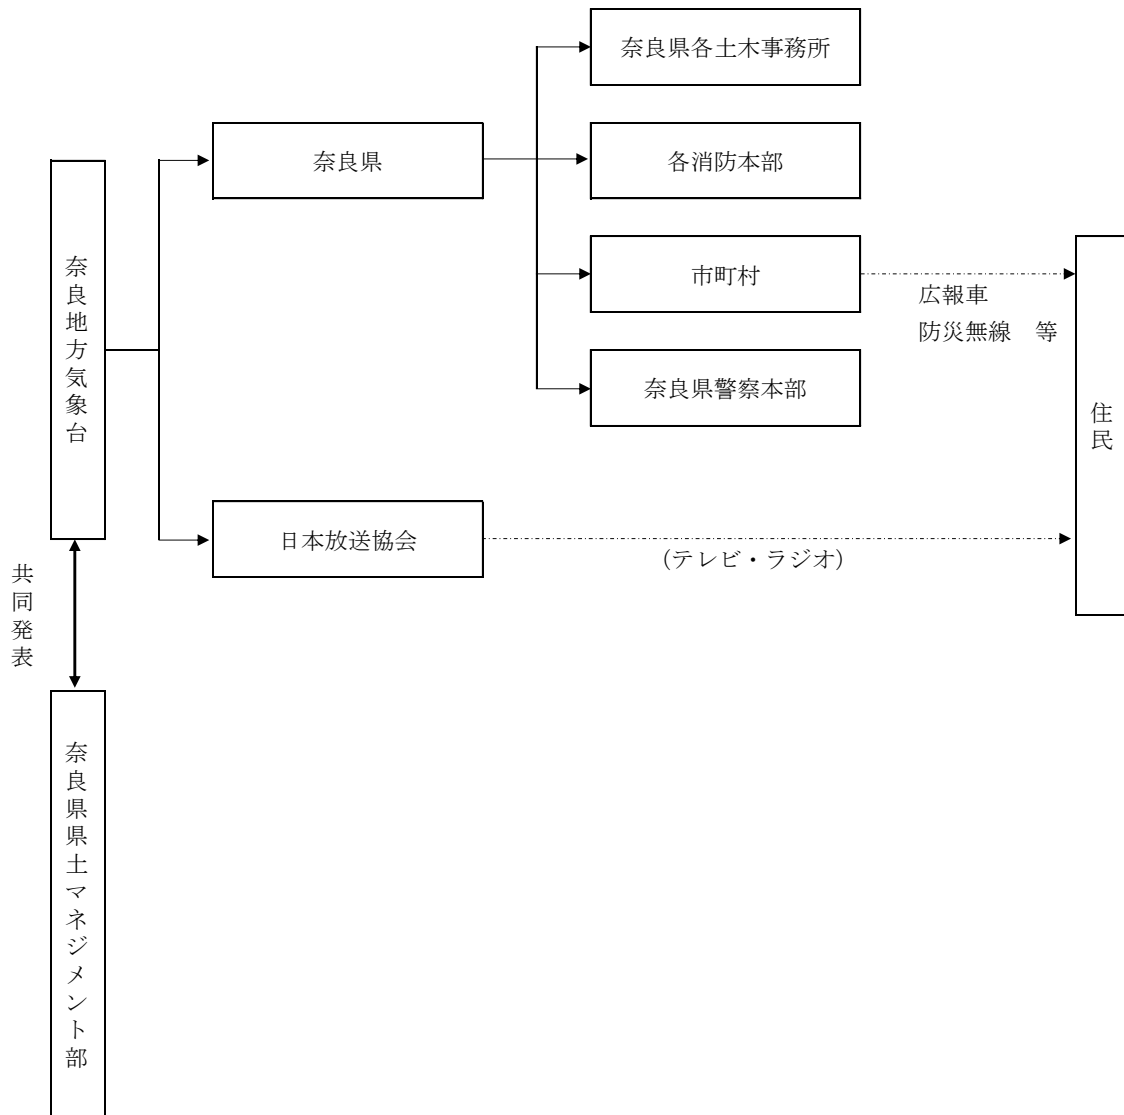 奈良県各土木事務所
奈良県
各消防本部
奈良地方気象台
市町村
広報車
防災無線　等
奈良県警察本部
住民
日本放送協会
(テレビ・ラジオ)
共同発表
奈良県県土マネジメント部